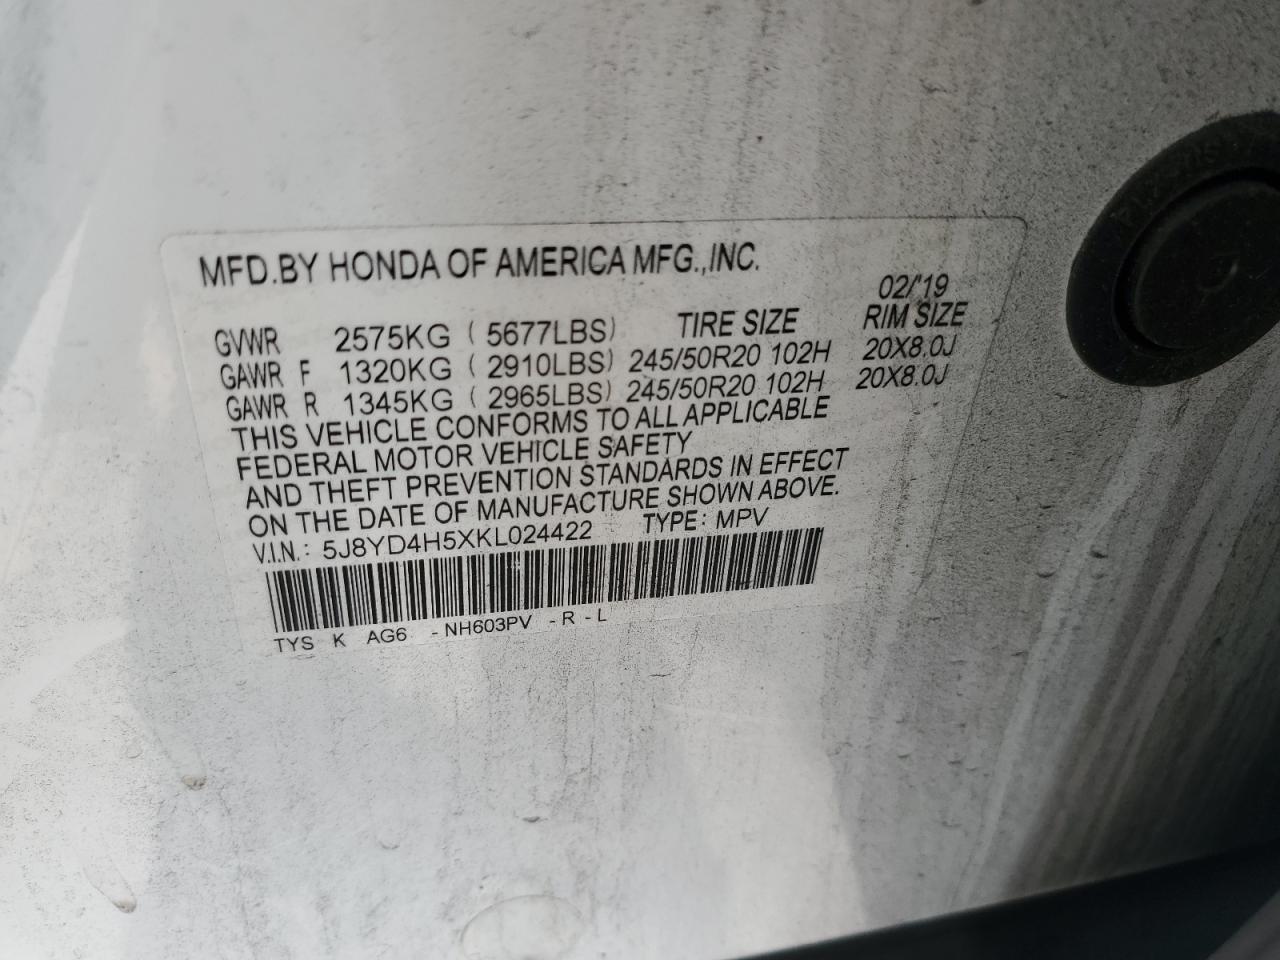 MFD.BY HONDA OF AMERICA MFG.,INC.
02/'19
GVWR 2575KG ( 5677LBS) TIRE SIZE RIM SIZE
GAWR F 1320KG ( 2910LBS) 245/50R20 102H 20X8.0J
GAWR R 1345KG ( 2965LBS) 245/50R20 102H 20X8.0J
THIS VEHICLE CONFORMS TO ALL APPLICABLE
FEDERAL MOTOR VEHICLE SAFETY
AND THEFT PREVENTION STANDARDS IN EFFECT
ON THE DATE OF MANUFACTURE SHOWN ABOVE.
V.I.N.: 5J8YD4H5XKL024422 TYPE: MPV
TYS K AG6 -NH603PV -R-L